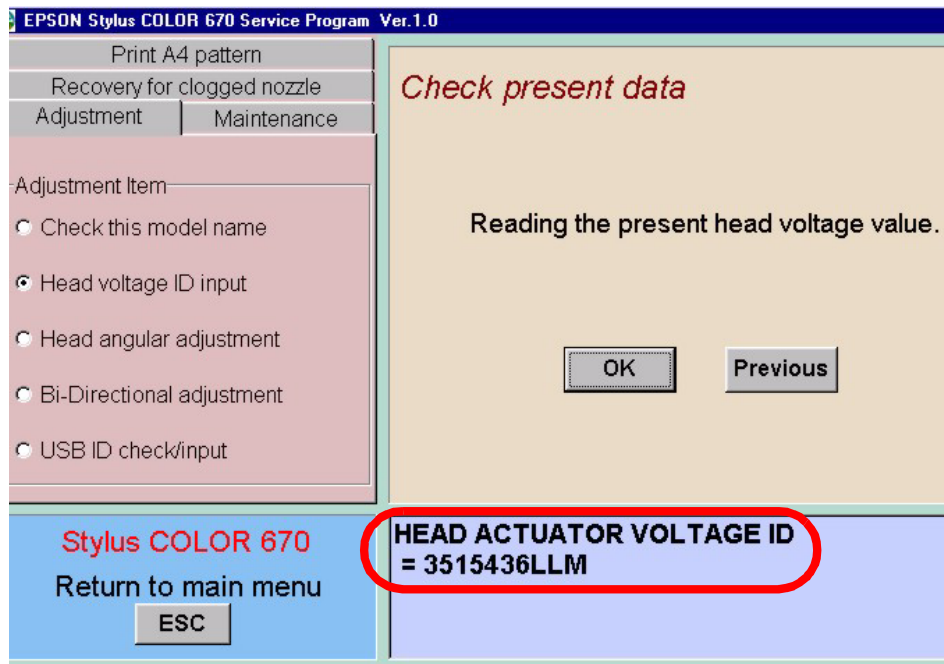 EPSON Stylus COLOR 670 Service Program Ver.1.0
Print A4 pattern
Recovery for clogged nozzle
Adjustment
Maintenance
Adjustment Item
Check this model name
Head voltage ID input
Head angular adjustment
Bi-Directional adjustment
USB ID check/input
Check present data
Reading the present head voltage value.
OK
Previous
Stylus COLOR 670
Return to main menu
ESC
HEAD ACTUATOR VOLTAGE ID
= 3515436LLM